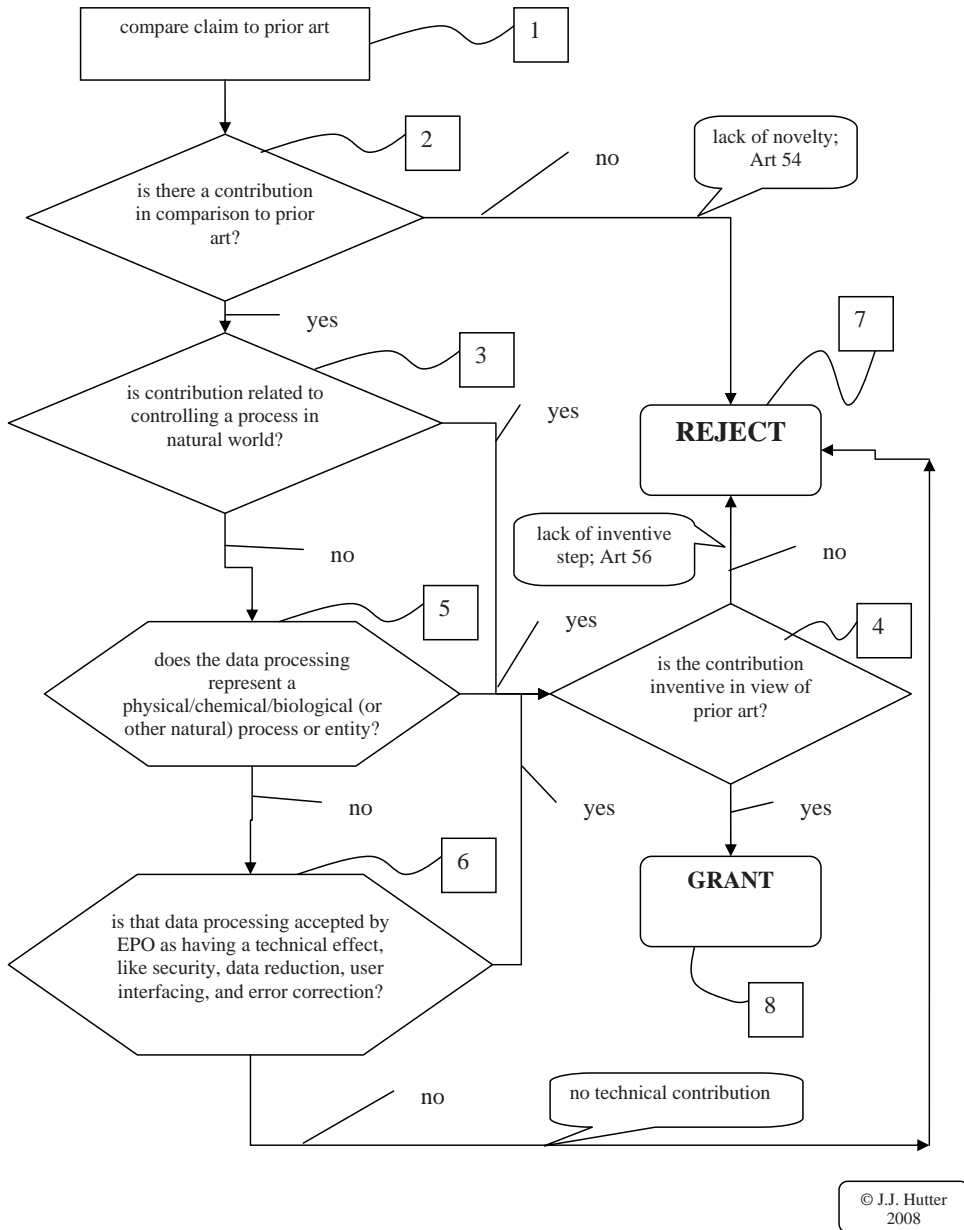 compare claim to prior art
1
2
lack of novelty;
Art 54
no
is there a contribution
in comparison to prior
art?
yes
7
3
is contribution related to
controlling a process in
natural world?
yes
REJECT
no
lack of inventive
step; Art 56
no
5
yes
4
does the data processing
represent a
physical/chemical/biological (or
other natural) process or entity?
is the contribution
inventive in view of
prior art?
no
yes
yes
6
GRANT
is that data processing accepted by
EPO as having a technical effect,
like security, data reduction, user
interfacing, and error correction?
8
no
no technical contribution
© J.J. Hutter
2008